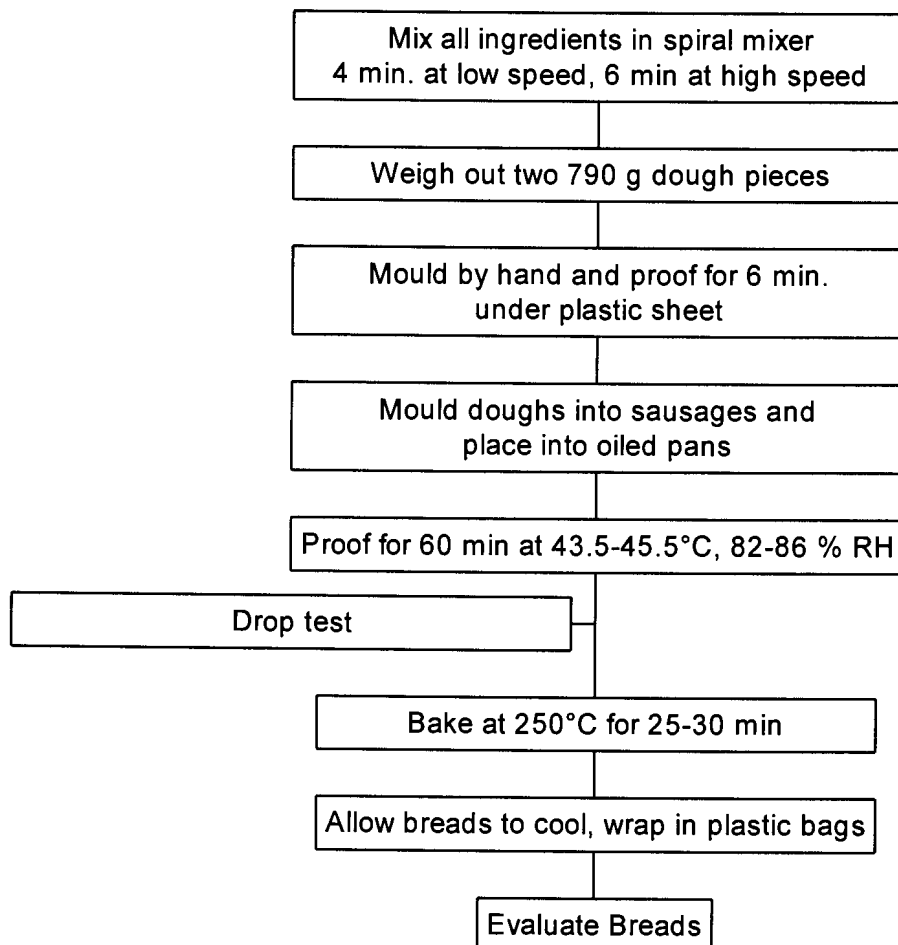 Mix all ingredients in spiral mixer
4 min. at low speed, 6 min at high speed
Weigh out two 790 g dough pieces
Mould by hand and proof for 6 min.
under plastic sheet
Mould doughs into sausages and
place into oiled pans
Proof for 60 min at 43.5-45.5°C, 82-86 % RH
Drop test
Bake at 250°C for 25-30 min
Allow breads to cool, wrap in plastic bags
Evaluate Breads